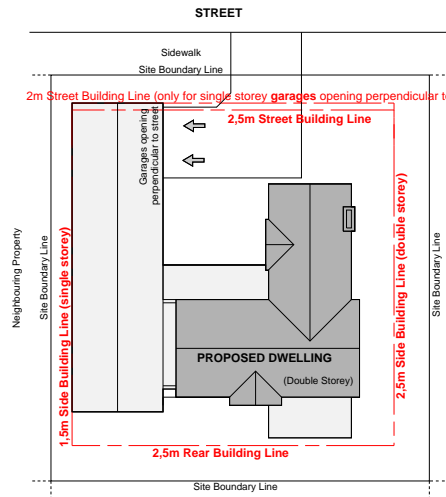 STREET
Sidewalk
Site Boundary Line
2m Street Building Line (only for single storey garages opening perpendicular to
2,5m Street Building Line
Garages opening
perpendicular to street
Neighbouring Property
Site Boundary Line
1,5m Side Building Line (single storey)
2,5m Side Building Line (double storey)
Site Boundary Line
PROPOSED DWELLING
(Double Storey)
2,5m Rear Building Line
Site Boundary Line